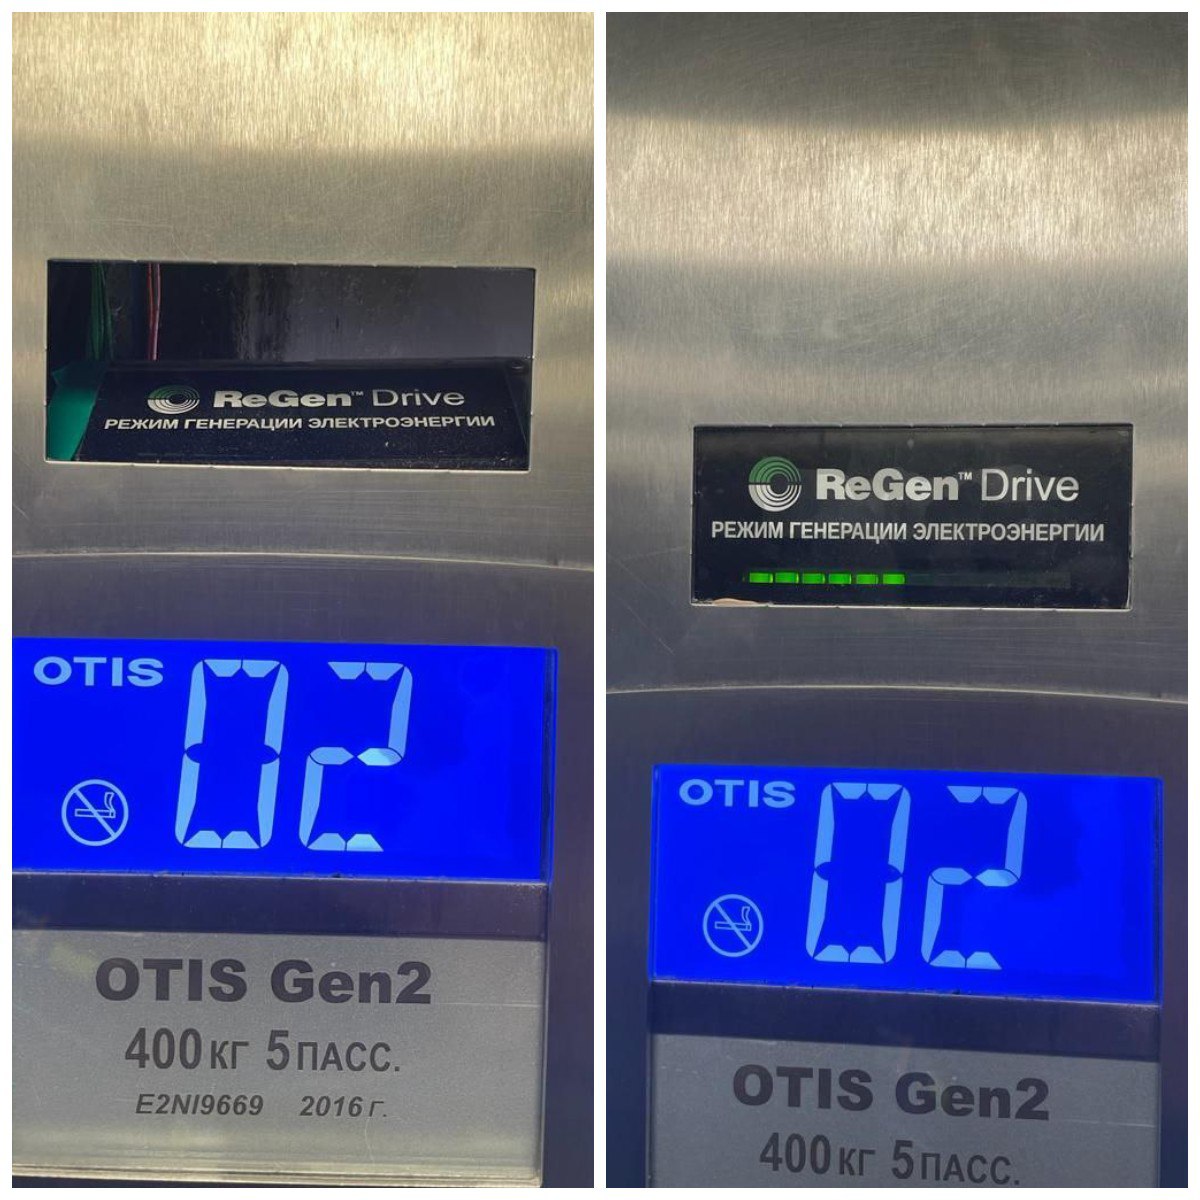 ReGen™ Drive
РЕЖИМ ГЕНЕРАЦИИ ЭЛЕКТРОЭНЕРГИИ
OTIS 02
OTIS Gen2
400 КГ 5 ПАСС.
E2NI9669 2016 г.
ReGen™ Drive
РЕЖИМ ГЕНЕРАЦИИ ЭЛЕКТРОЭНЕРГИИ
OTIS 02
OTIS Gen2
400 КГ 5 ПАСС.